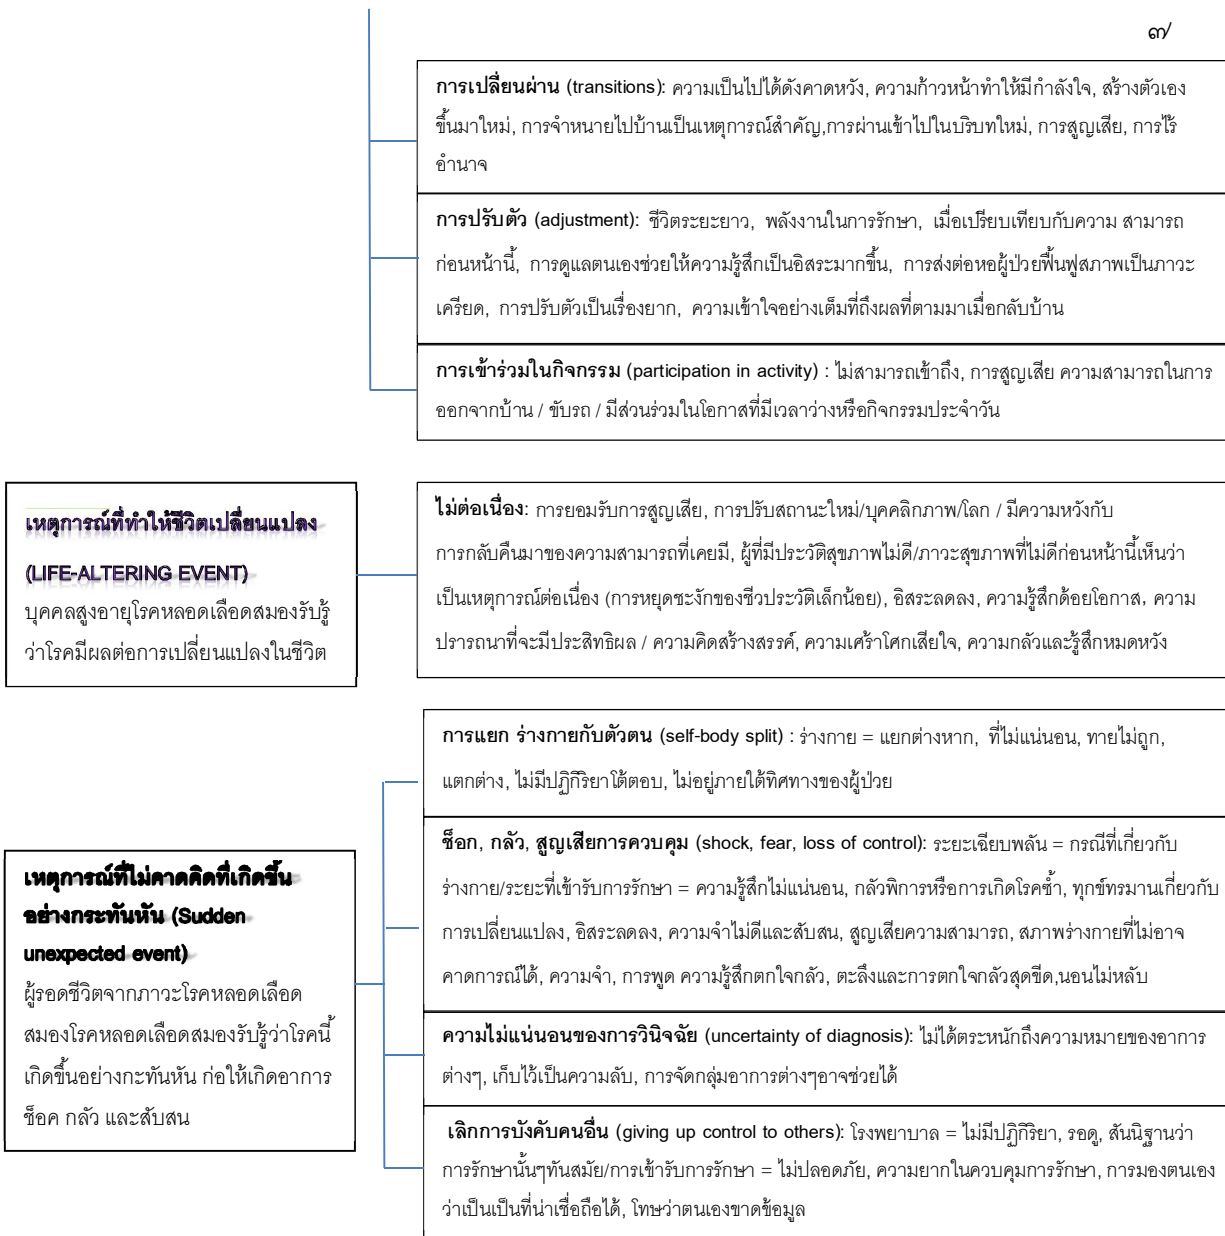 ๗
การเปลี่ยนผ่าน (transitions): ความเป็นไปได้ดังคาดหวัง, ความก้าวหน้าทำให้มีกำลังใจ, สร้างตัวเอง
ขึ้นมาใหม่, การจำหน่ายไปบ้านเป็นเหตุการณ์สำคัญ,การผ่านเข้าไปในบริบทใหม่, การสูญเสีย, การไร้
อำนาจ
การปรับตัว (adjustment): ชีวิตระยะยาว, พลังงานในการรักษา, เมื่อเปรียบเทียบกับความ สามารถ
ก่อนหน้านี้, การดูแลตนเองช่วยให้ความรู้สึกเป็นอิสระมากขึ้น, การส่งต่อหอผู้ป่วยฟื้นฟูสภาพเป็นภาวะ
เครียด, การปรับตัวเป็นเรื่องยาก, ความเข้าใจอย่างเต็มที่ถึงผลที่ตามมาเมื่อกลับบ้าน
การเข้าร่วมในกิจกรรม (participation in activity) : ไม่สามารถเข้าถึง, การสูญเสีย ความสามารถในการ
ออกจากบ้าน / ขับรถ / มีส่วนร่วมในโอกาสที่มีเวลาว่างหรือกิจกรรมประจำวัน
เหตุการณ์ที่ทำให้ชีวิตเปลี่ยนแปลง
(LIFE-ALTERING EVENT)
บุคคลสูงอายุโรคหลอดเลือดสมองรับรู้
ว่าโรคมีผลต่อการเปลี่ยนแปลงในชีวิต
ไม่ต่อเนื่อง: การยอมรับการสูญเสีย, การปรับสถานะใหม่/บุคคลิกภาพ/โลก / มีความหวังกับ
การกลับคืนมาของความสามารถที่เคยมี, ผู้ที่มีประวัติสุขภาพไม่ดี/ภาวะสุขภาพที่ไม่ดีก่อนหน้านี้เห็นว่า
เป็นเหตุการณ์ต่อเนื่อง (การหยุดชะงักของชีวประวัติเล็กน้อย), อิสระลดลง, ความรู้สึกด้อยโอกาส, ความ
ปรารถนาที่จะมีประสิทธิผล / ความคิดสร้างสรรค์, ความเศร้าโศกเสียใจ, ความกลัวและรู้สึกหมดหวัง
เหตุการณ์ที่ไม่คาดคิดที่เกิดขึ้น
อย่างกระทันหัน (Sudden
unexpected event)
ผู้รอดชีวิตจากภาวะโรคหลอดเลือด
สมองโรคหลอดเลือดสมองรับรู้ว่าโรคนี้
เกิดขึ้นอย่างกะทันหัน ก่อให้เกิดอาการ
ช็อค กลัว และสับสน
การแยก ร่างกายกับตัวตน (self-body split) : ร่างกาย = แยกต่างหาก, ที่ไม่แน่นอน, ทายไม่ถูก,
แตกต่าง, ไม่มีปฏิกิริยาโต้ตอบ, ไม่อยู่ภายใต้ทิศทางของผู้ป่วย
ช็อก, กลัว, สูญเสียการควบคุม (shock, fear, loss of control): ระยะเฉียบพลัน = กรณีที่เกี่ยวกับ
ร่างกาย/ระยะที่เข้ารับการรักษา = ความรู้สึกไม่แน่นอน, กลัวพิการหรือการเกิดโรคซ้ำ, ทุกข์ทรมานเกี่ยวกับ
การเปลี่ยนแปลง, อิสระลดลง, ความจำไม่ดีและสับสน, สูญเสียความสามารถ, สภาพร่างกายที่ไม่อาจ
คาดการณ์ได้, ความจำ, การพูด ความรู้สึกตกใจกลัว, ตะลึงและการตกใจกลัวสุดขีด,นอนไม่หลับ
ความไม่แน่นอนของการวินิจฉัย (uncertainty of diagnosis): ไม่ได้ตระหนักถึงความหมายของอาการ
ต่างๆ, เก็บไว้เป็นความลับ, การจัดกลุ่มอาการต่างๆอาจช่วยได้
เลิกการบังคับคนอื่น (giving up control to others): โรงพยาบาล = ไม่มีปฏิกิริยา, รอดู, สันนิฐานว่า
การรักษานั้นๆทันสมัย/การเข้ารับการรักษา = ไม่ปลอดภัย, ความยากในควบคุมการรักษา, การมองตนเอง
ว่าเป็นเป็นที่น่าเชื่อถือได้, โทษว่าตนเองขาดข้อมูล